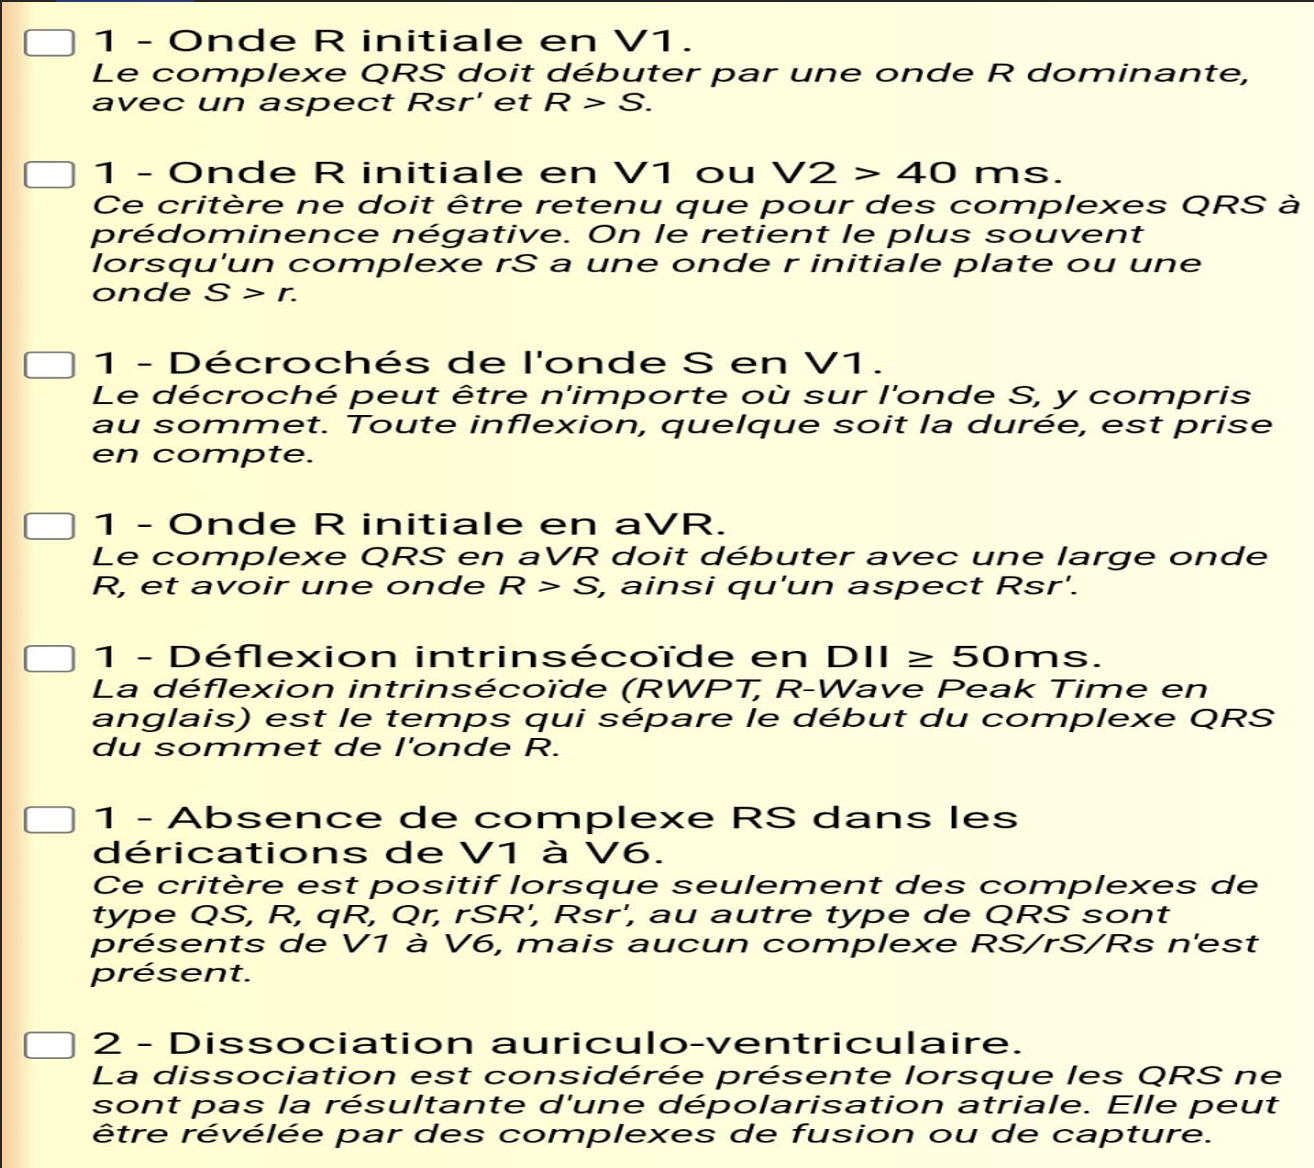 1 - Onde R initiale en V1.
Le complexe QRS doit débuter par une onde R dominante,
avec un aspect Rsr' et R > S.
1 - Onde R initiale en V1 ou V2 > 40 ms.
Ce critère ne doit être retenu que pour des complexes QRS à
prédominence négative. On le retient le plus souvent
lorsqu'un complexe rS a une onde r initiale plate ou une
onde S > r.
1 - Décrochés de l'onde S en V1.
Le décroché peut être n'importe où sur l'onde S, y compris
au sommet. Toute inflexion, quelque soit la durée, est prise
en compte.
1 - Onde R initiale en aVR.
Le complexe QRS en aVR doit débuter avec une large onde
R, et avoir une onde R > S, ainsi qu'un aspect Rsr'.
1 - Déflexion intrinsécoïde en DII ≥ 50ms.
La déflexion intrinsécoïde (RWPT, R-Wave Peak Time en
anglais) est le temps qui sépare le début du complexe QRS
du sommet de l'onde R.
1 - Absence de complexe RS dans les
dérications de V1 à V6.
Ce critère est positif lorsque seulement des complexes de
type QS, R, qR, Qr, rSR', Rsr', au autre type de QRS sont
présents de V1 à V6, mais aucun complexe RS/rS/Rs n'est
présent.
2 - Dissociation auriculo-ventriculaire.
La dissociation est considérée présente lorsque les QRS ne
sont pas la résultante d'une dépolarisation atriale. Elle peut
être révélée par des complexes de fusion ou de capture.